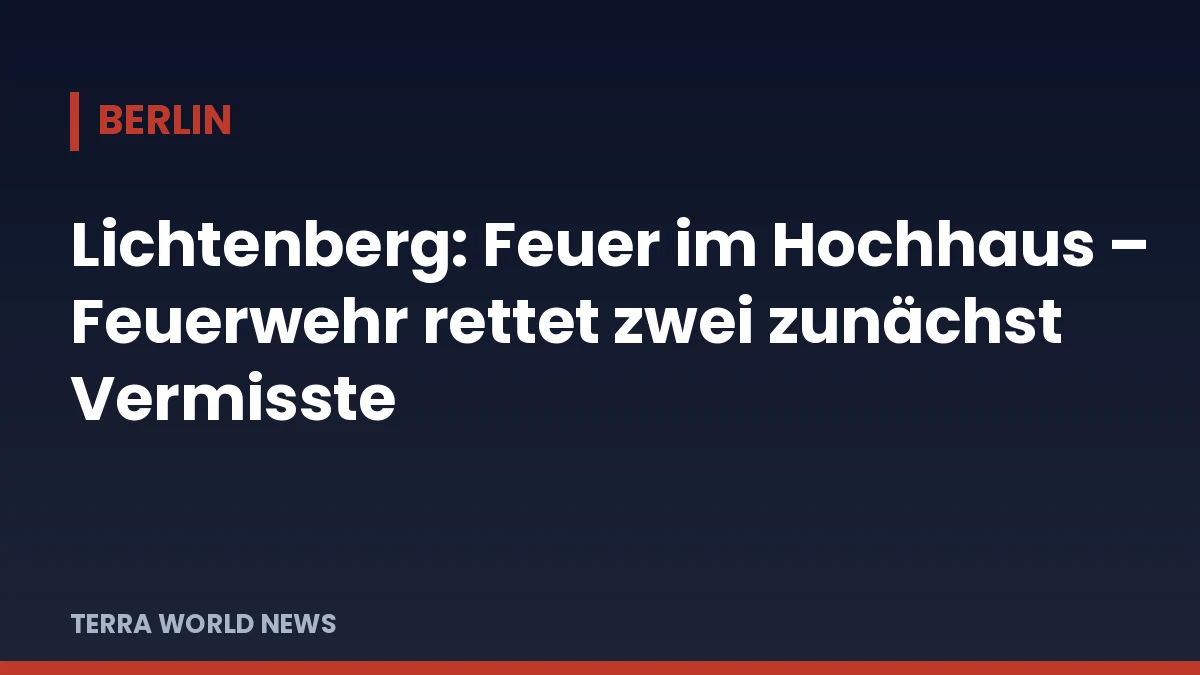 BERLIN
Lichtenberg: Feuer im Hochhaus –
Feuerwehr rettet zwei zunächst
Vermisste
TERRA WORLD NEWS